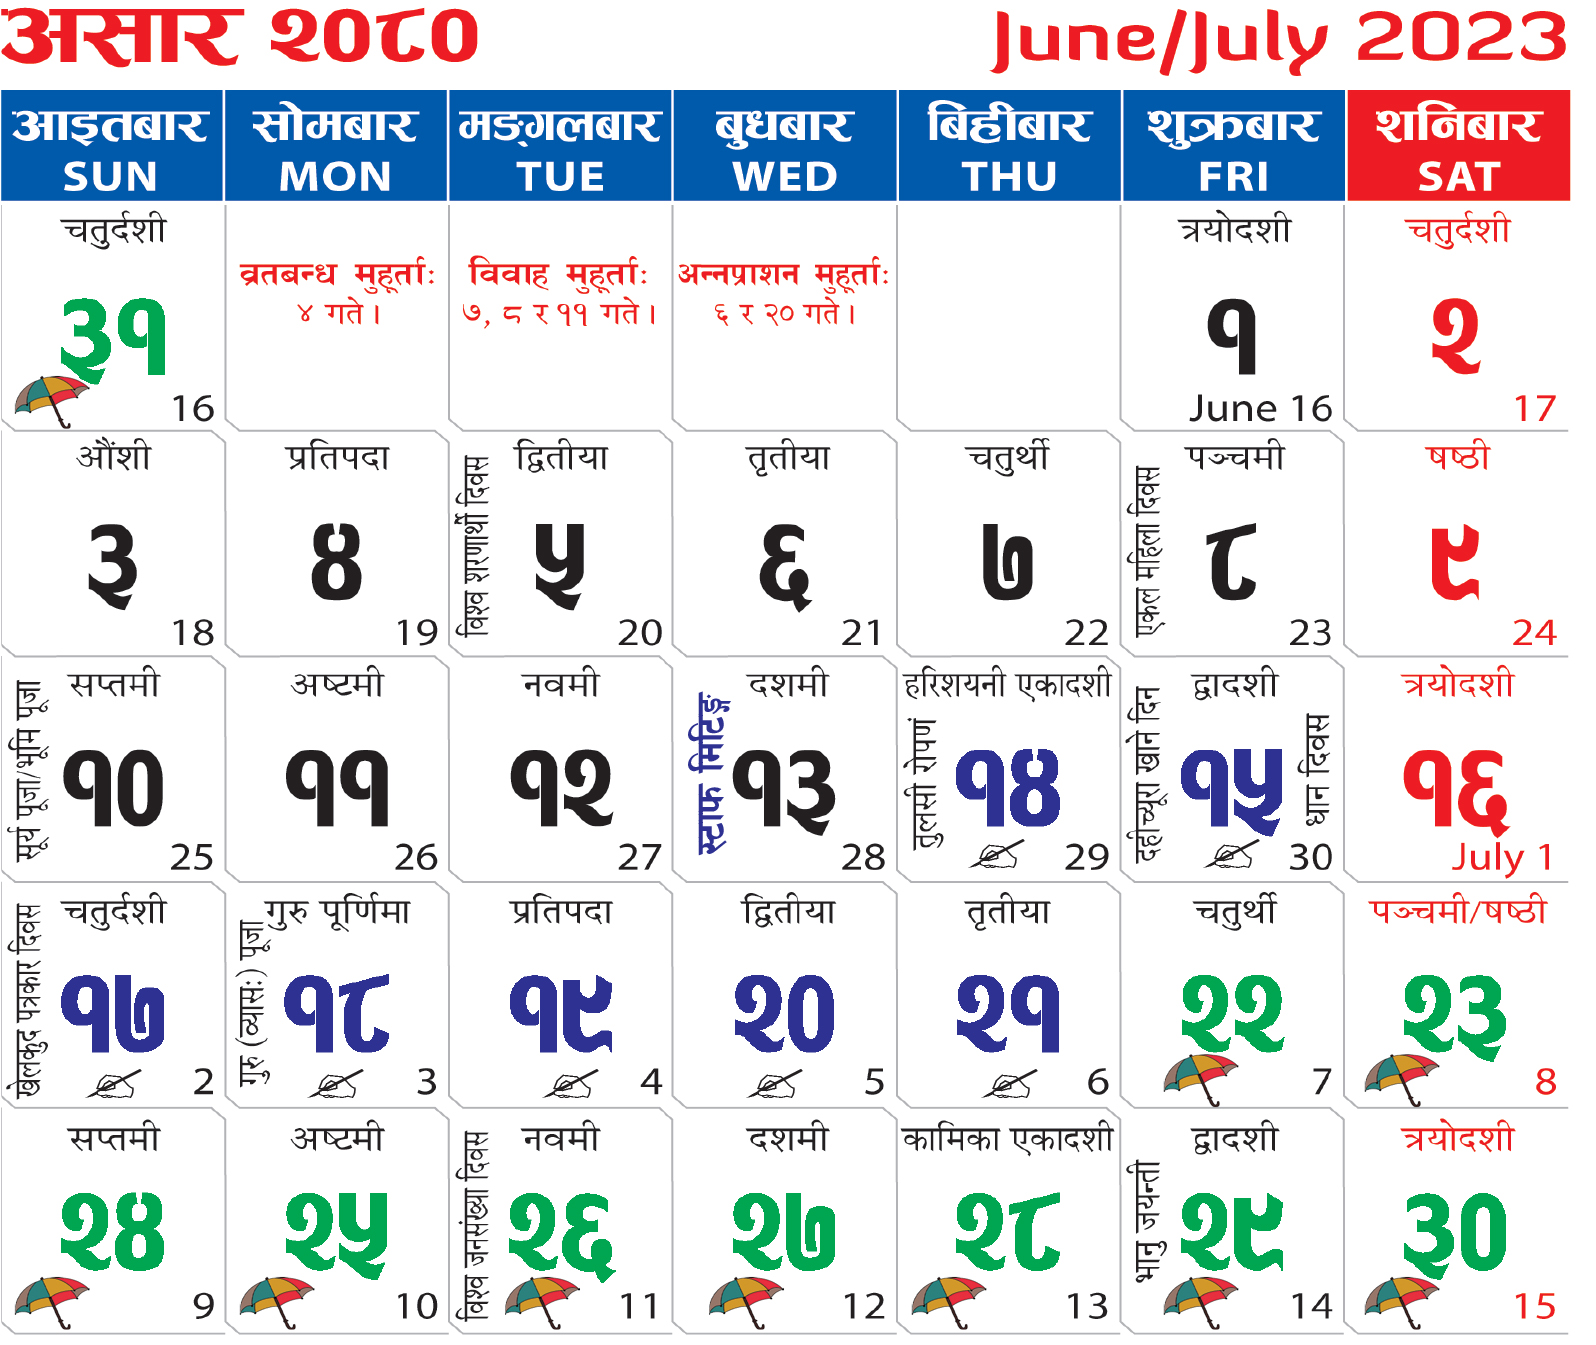 असार २०८०
June/July 2023
आइतबार सोमबार मङ्गलबार बुधबार बिहीबार शुक्रबार शनिबार
SUN MON TUE WED THU FRI SAT
चतुर्दशी
३१
16
व्रतबन्ध मुहूर्ताः
४ गते।
विवाह मुहूर्ताः
७, ८ र ११ गते।
अन्नप्राशन मुहूर्ताः
६ र २० गते।
त्रयोदशी
१
June 16
चतुर्दशी
२
17
औंशी
३
18
प्रतिपदा
४
19
विश्व शरणार्थी दिवस
द्वितीया
५
20
तृतीया
६
21
चतुर्थी
७
22
एकल महिला दिवस
पञ्चमी
८
23
षष्ठी
९
24
सूर्य पूजा/भूमि पूजा
सप्तमी
१०
25
अष्टमी
११
26
नवमी
१२
27
स्टाफ मिटिङ्ग
दशमी
१३
28
हरिशयनी एकादशी
तुलसी रोपणं
१४
29
दहीच्यूरा खाने दिन
द्वादशी
१५
धान दिवस
30
त्रयोदशी
१६
July 1
खेलकुद पत्रकार दिवस
चतुर्दशी
१७
2
गुरु पूर्णिमा
गुरु (व्यासः) पूजा
१८
3
प्रतिपदा
१९
4
द्वितीया
२०
5
तृतीया
२१
6
चतुर्थी
२२
7
पञ्चमी/षष्ठी
२३
8
सप्तमी
२४
9
अष्टमी
२५
10
विश्व जनसंख्या दिवस
नवमी
२६
11
दशमी
२७
12
कामिका एकादशी
२८
13
भानु जयन्ती
द्वादशी
२९
14
त्रयोदशी
३०
15